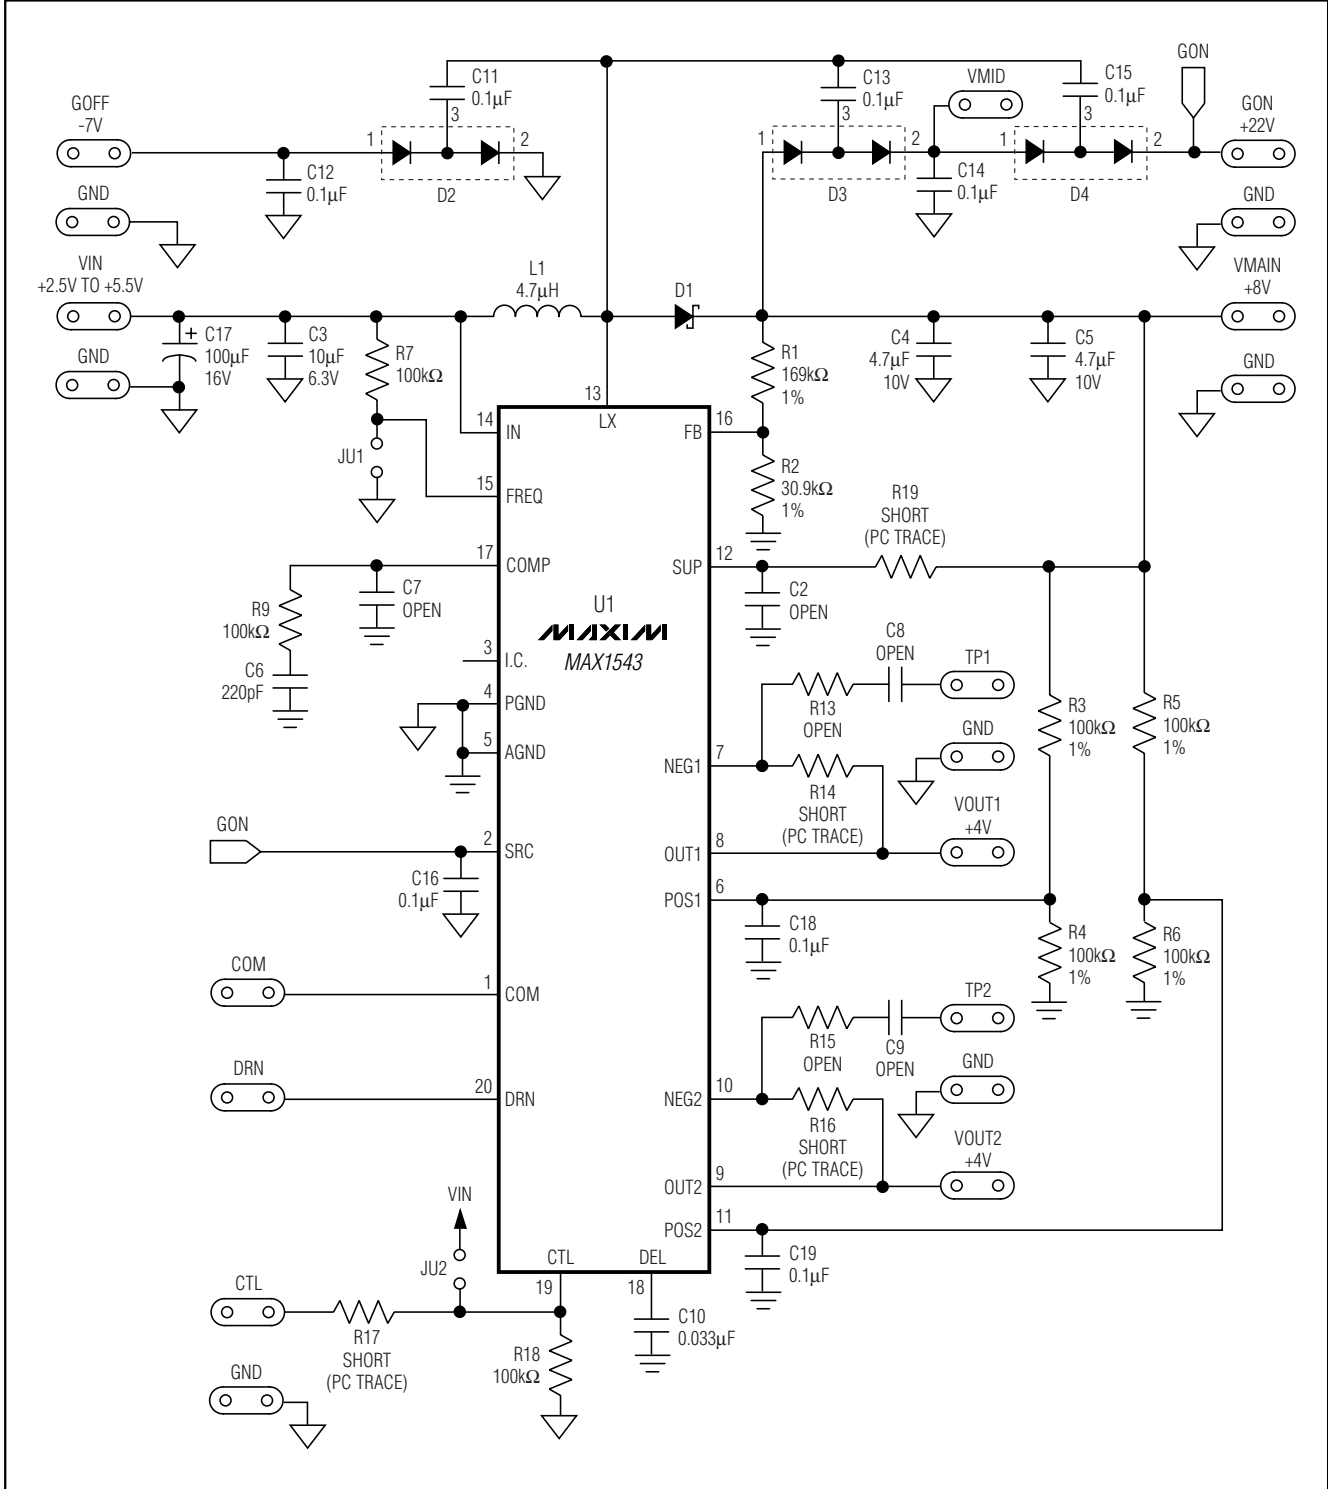 GOFF
-7V
GND
VIN
+2.5V TO +5.5V
GND
C11
0.1µF
3
1
2
D2
C12
0.1µF
C13
0.1µF
3
1
2
D3
VMID
C14
0.1µF
C15
0.1µF
3
1
2
D4
GON
GON
+22V
GND
VMAIN
+8V
GND
C17
100µF
16V
+
C3
10µF
6.3V
R7
100kΩ
JU1
L1
4.7µH
D1
R1
169kΩ
1%
C4
4.7µF
10V
C5
4.7µF
10V
R2
30.9kΩ
1%
13
LX
14
IN
16
FB
15
FREQ
17
COMP
C7
OPEN
R9
100kΩ
C6
220pF
3
I.C.
4
PGND
5
AGND
U1
MAXIM
MAX1543
12
SUP
C2
OPEN
R19
SHORT
(PC TRACE)
C8
OPEN
TP1
R13
OPEN
GND
7
NEG1
R14
SHORT
(PC TRACE)
VOUT1
+4V
8
OUT1
6
POS1
C18
0.1µF
R3
100kΩ
1%
R5
100kΩ
1%
R4
100kΩ
1%
R6
100kΩ
1%
GON
2
SRC
C16
0.1µF
COM
1
COM
DRN
20
DRN
TP2
R15
OPEN
C9
OPEN
GND
10
NEG2
R16
SHORT
(PC TRACE)
VOUT2
+4V
9
OUT2
11
POS2
C19
0.1µF
VIN
JU2
CTL
19
DEL
18
C10
0.033µF
CTL
R17
SHORT
(PC TRACE)
R18
100kΩ
GND